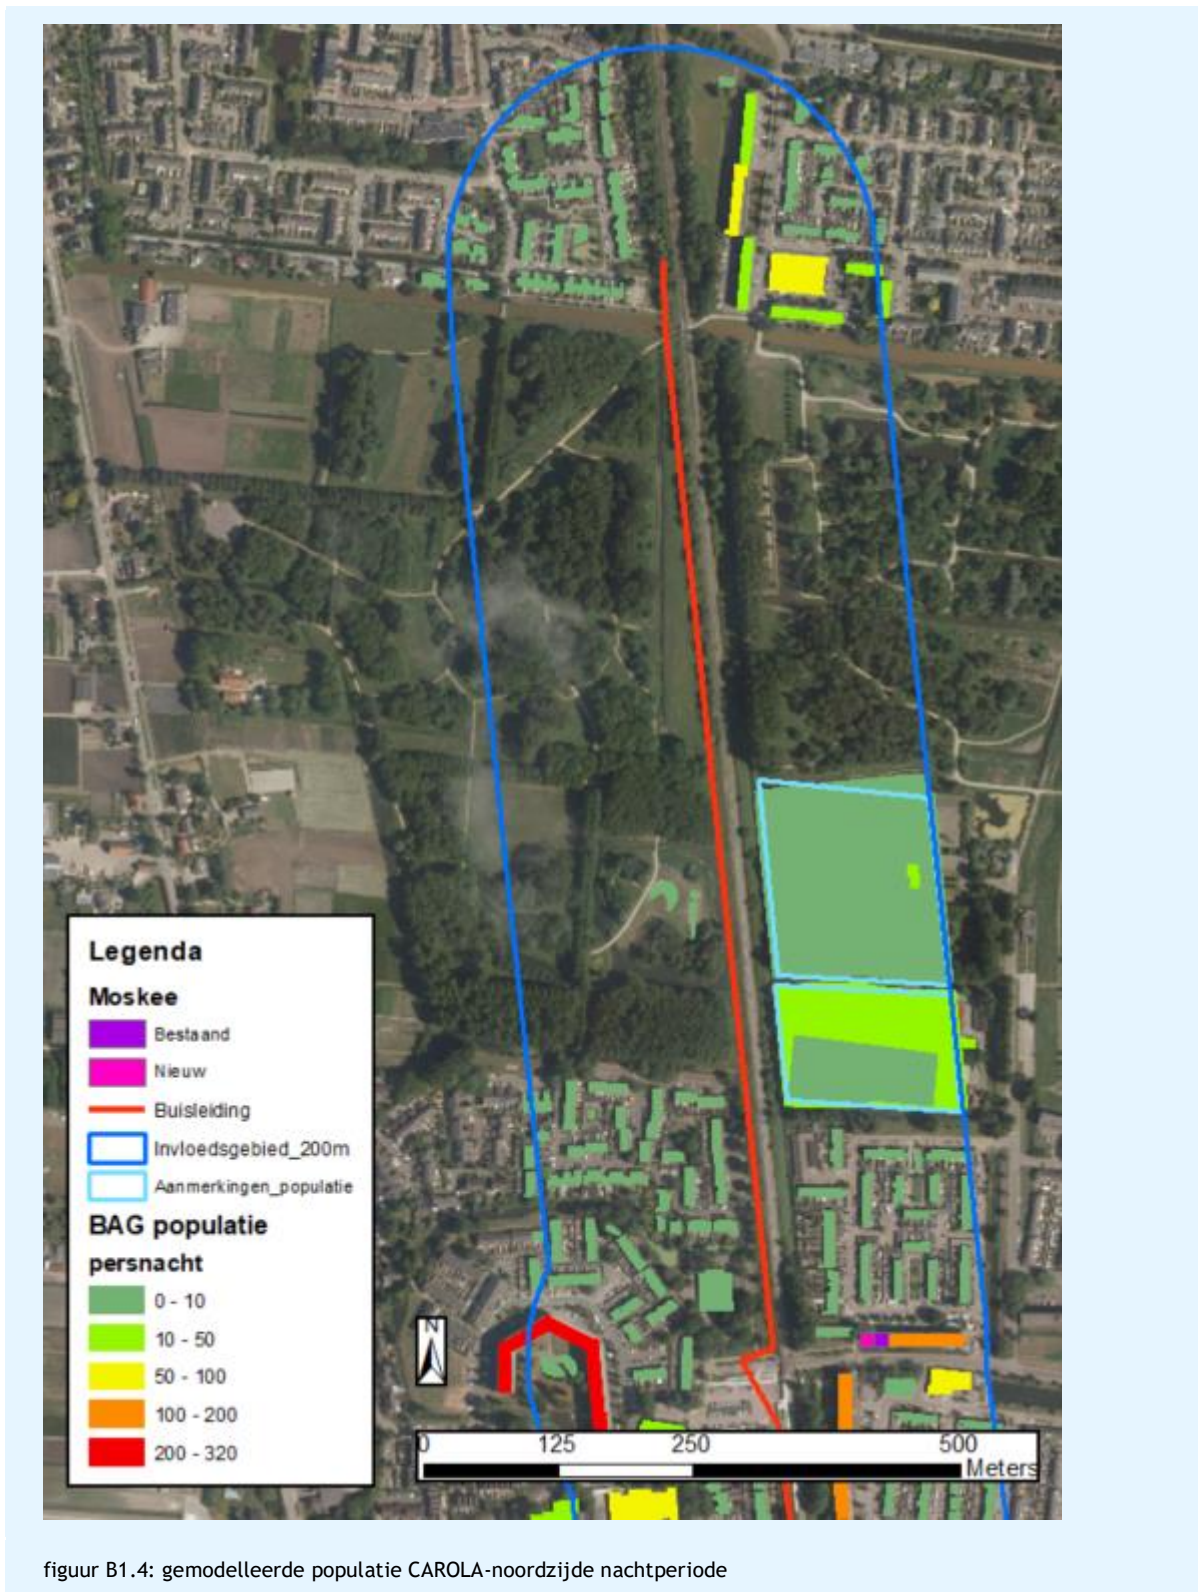 Legenda
Moskee
Bestaand
Nieuw
Buisleiding
Invloedsgebied_200m
Aanmerkingen_populatie
BAG populatie
persnacht
0 - 10
10 - 50
50 - 100
100 - 200
200 - 320
N
0 125 250 500
Meters
figuur B1.4: gemodelleerde populatie CAROLA-noordzijde nachtperiode